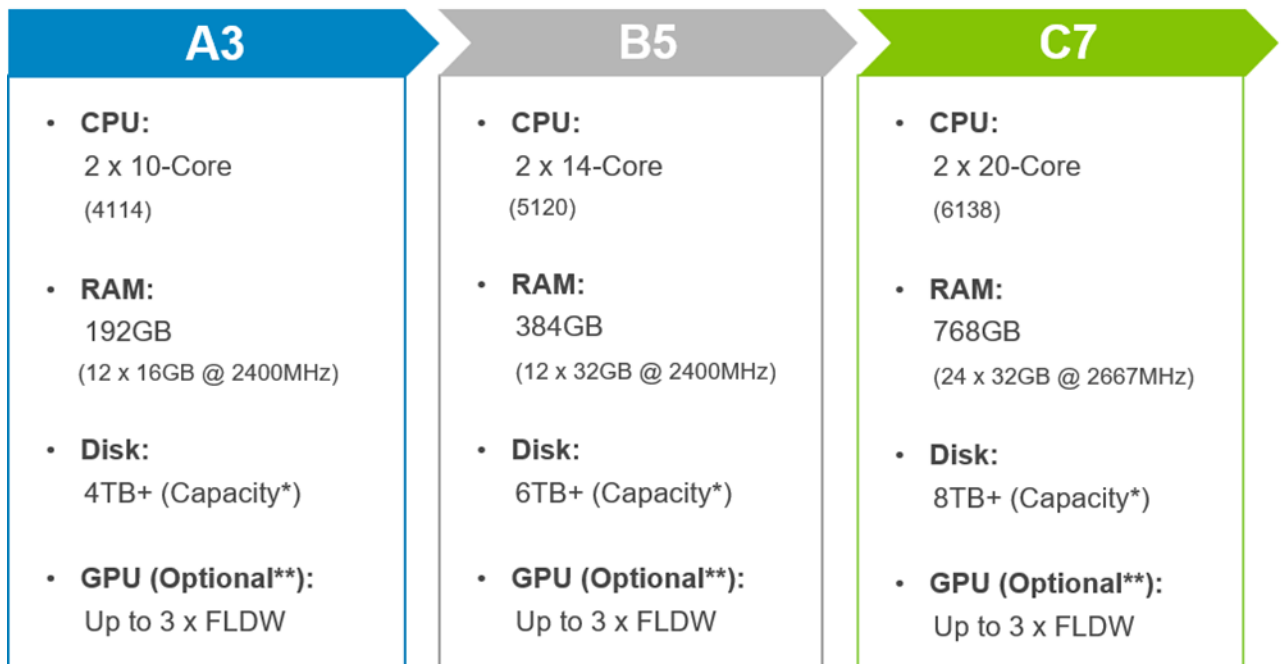 A3
• CPU:
2 x 10-Core
(4114)
• RAM:
192GB
(12 x 16GB @ 2400MHz)
• Disk:
4TB+ (Capacity*)
• GPU (Optional**):
Up to 3 x FLDW
B5
• CPU:
2 x 14-Core
(5120)
• RAM:
384GB
(12 x 32GB @ 2400MHz)
• Disk:
6TB+ (Capacity*)
• GPU (Optional**):
Up to 3 x FLDW
C7
• CPU:
2 x 20-Core
(6138)
• RAM:
768GB
(24 x 32GB @ 2667MHz)
• Disk:
8TB+ (Capacity*)
• GPU (Optional**):
Up to 3 x FLDW